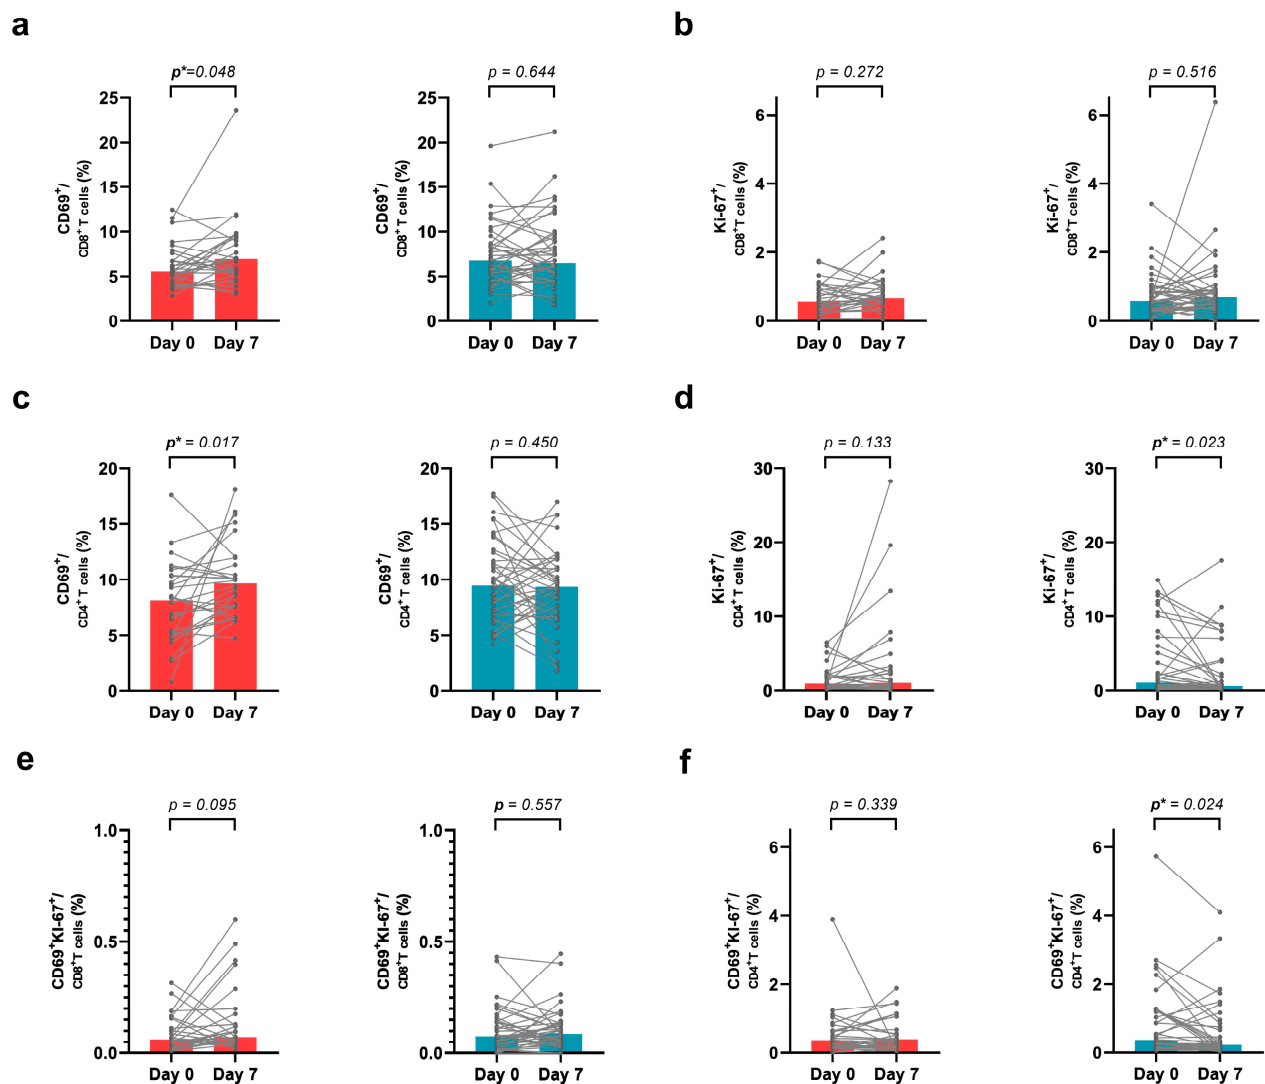 a
b
p*=0.048
p = 0.644
p = 0.272
p = 0.516
CD69⁺/
CD8⁺T cells (%)
25
20
15
10
5
0
Day 0 Day 7
CD69⁺/
CD8⁺T cells (%)
25
20
15
10
5
0
Day 0 Day 7
Ki-67⁺/
CD8⁺T cells (%)
6
4
2
0
Day 0 Day 7
Ki-67⁺/
CD8⁺T cells (%)
6
4
2
0
Day 0 Day 7
c
d
p* = 0.017
p = 0.450
p = 0.133
p* = 0.023
CD69⁺/
CD4⁺T cells (%)
20
15
10
5
0
Day 0 Day 7
CD69⁺/
CD4⁺T cells (%)
20
15
10
5
0
Day 0 Day 7
Ki-67⁺/
CD4⁺T cells (%)
30
20
10
0
Day 0 Day 7
Ki-67⁺/
CD4⁺T cells (%)
30
20
10
0
Day 0 Day 7
e
f
p = 0.095
p = 0.557
p = 0.339
p* = 0.024
CD69⁺KI-67⁺/
CD8⁺T cells (%)
1.0
0.5
0.0
Day 0 Day 7
CD69⁺KI-67⁺/
CD8⁺T cells (%)
1.0
0.5
0.0
Day 0 Day 7
CD69⁺KI-67⁺/
CD4⁺T cells (%)
6
4
2
0
Day 0 Day 7
CD69⁺KI-67⁺/
CD4⁺T cells (%)
6
4
2
0
Day 0 Day 7